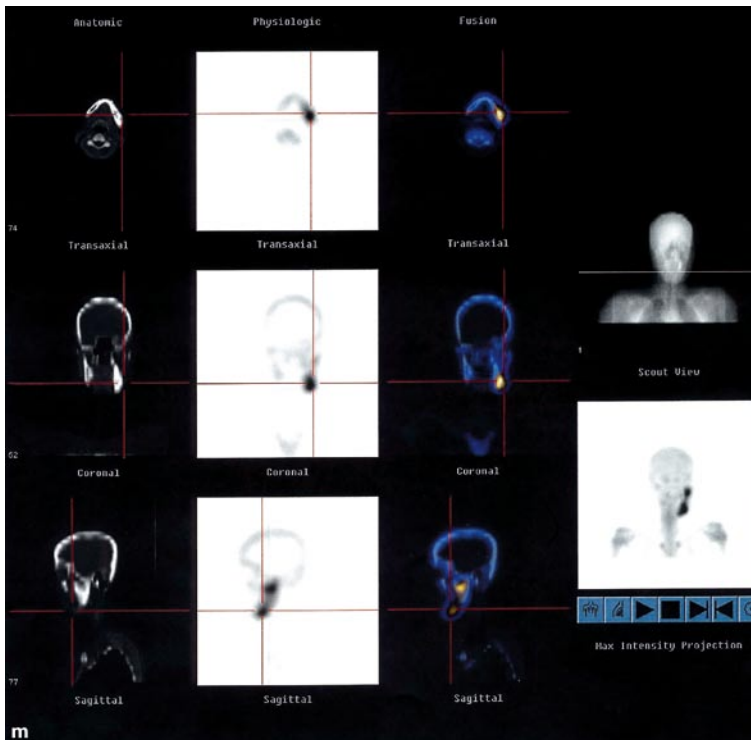 Anatomic Physiologic Fusion
74
Transaxial Transaxial Transaxial
Scout View
62
Coronal Coronal Coronal
77
Max Intensity Projection
Sagittal Sagittal Sagittal
m